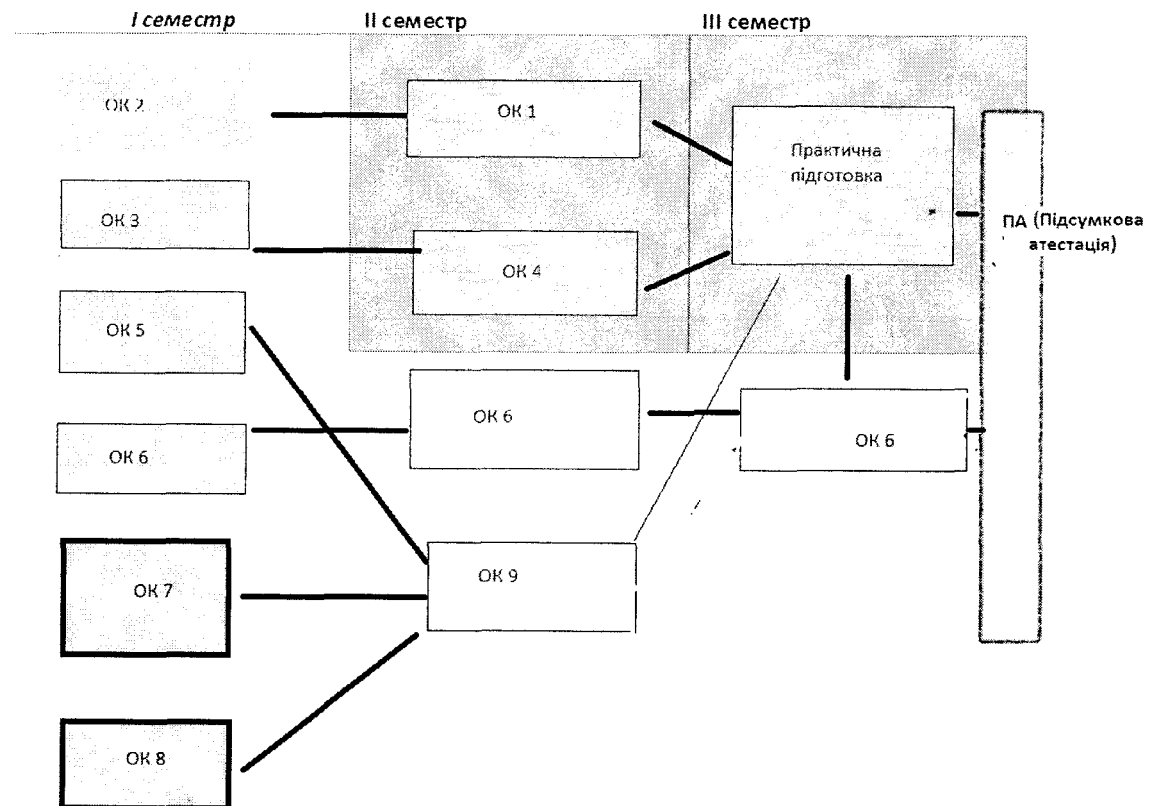 І семестр
ІІ семестр
ІІІ семестр
ОК 2
ОК 1
Практична
підготовка
ОК 3
ОК 4
ПА (Підсумкова
атестація)
ОК 5
ОК 6
ОК 6
ОК 6
ОК 7
ОК 9
ОК 8